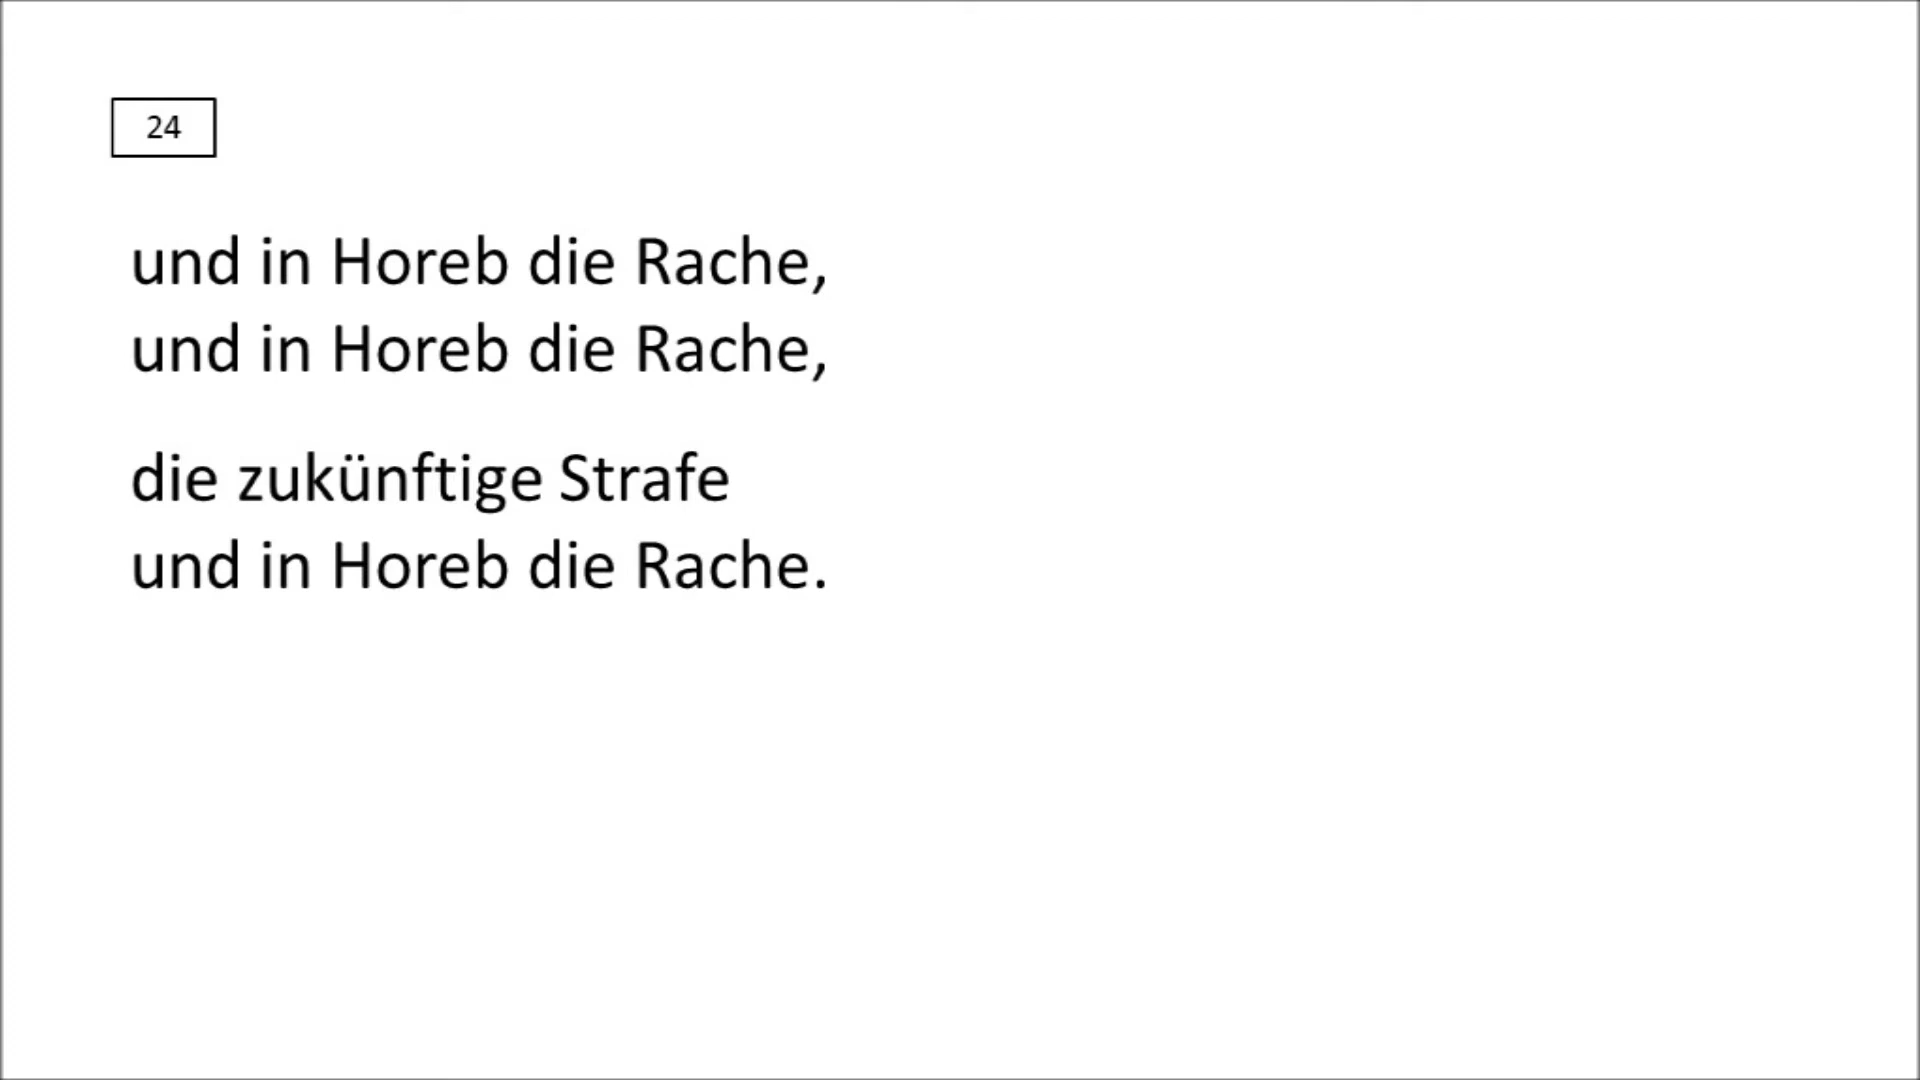 24
und in Horeb die Rache,
und in Horeb die Rache,
die zukünftige Strafe
und in Horeb die Rache.